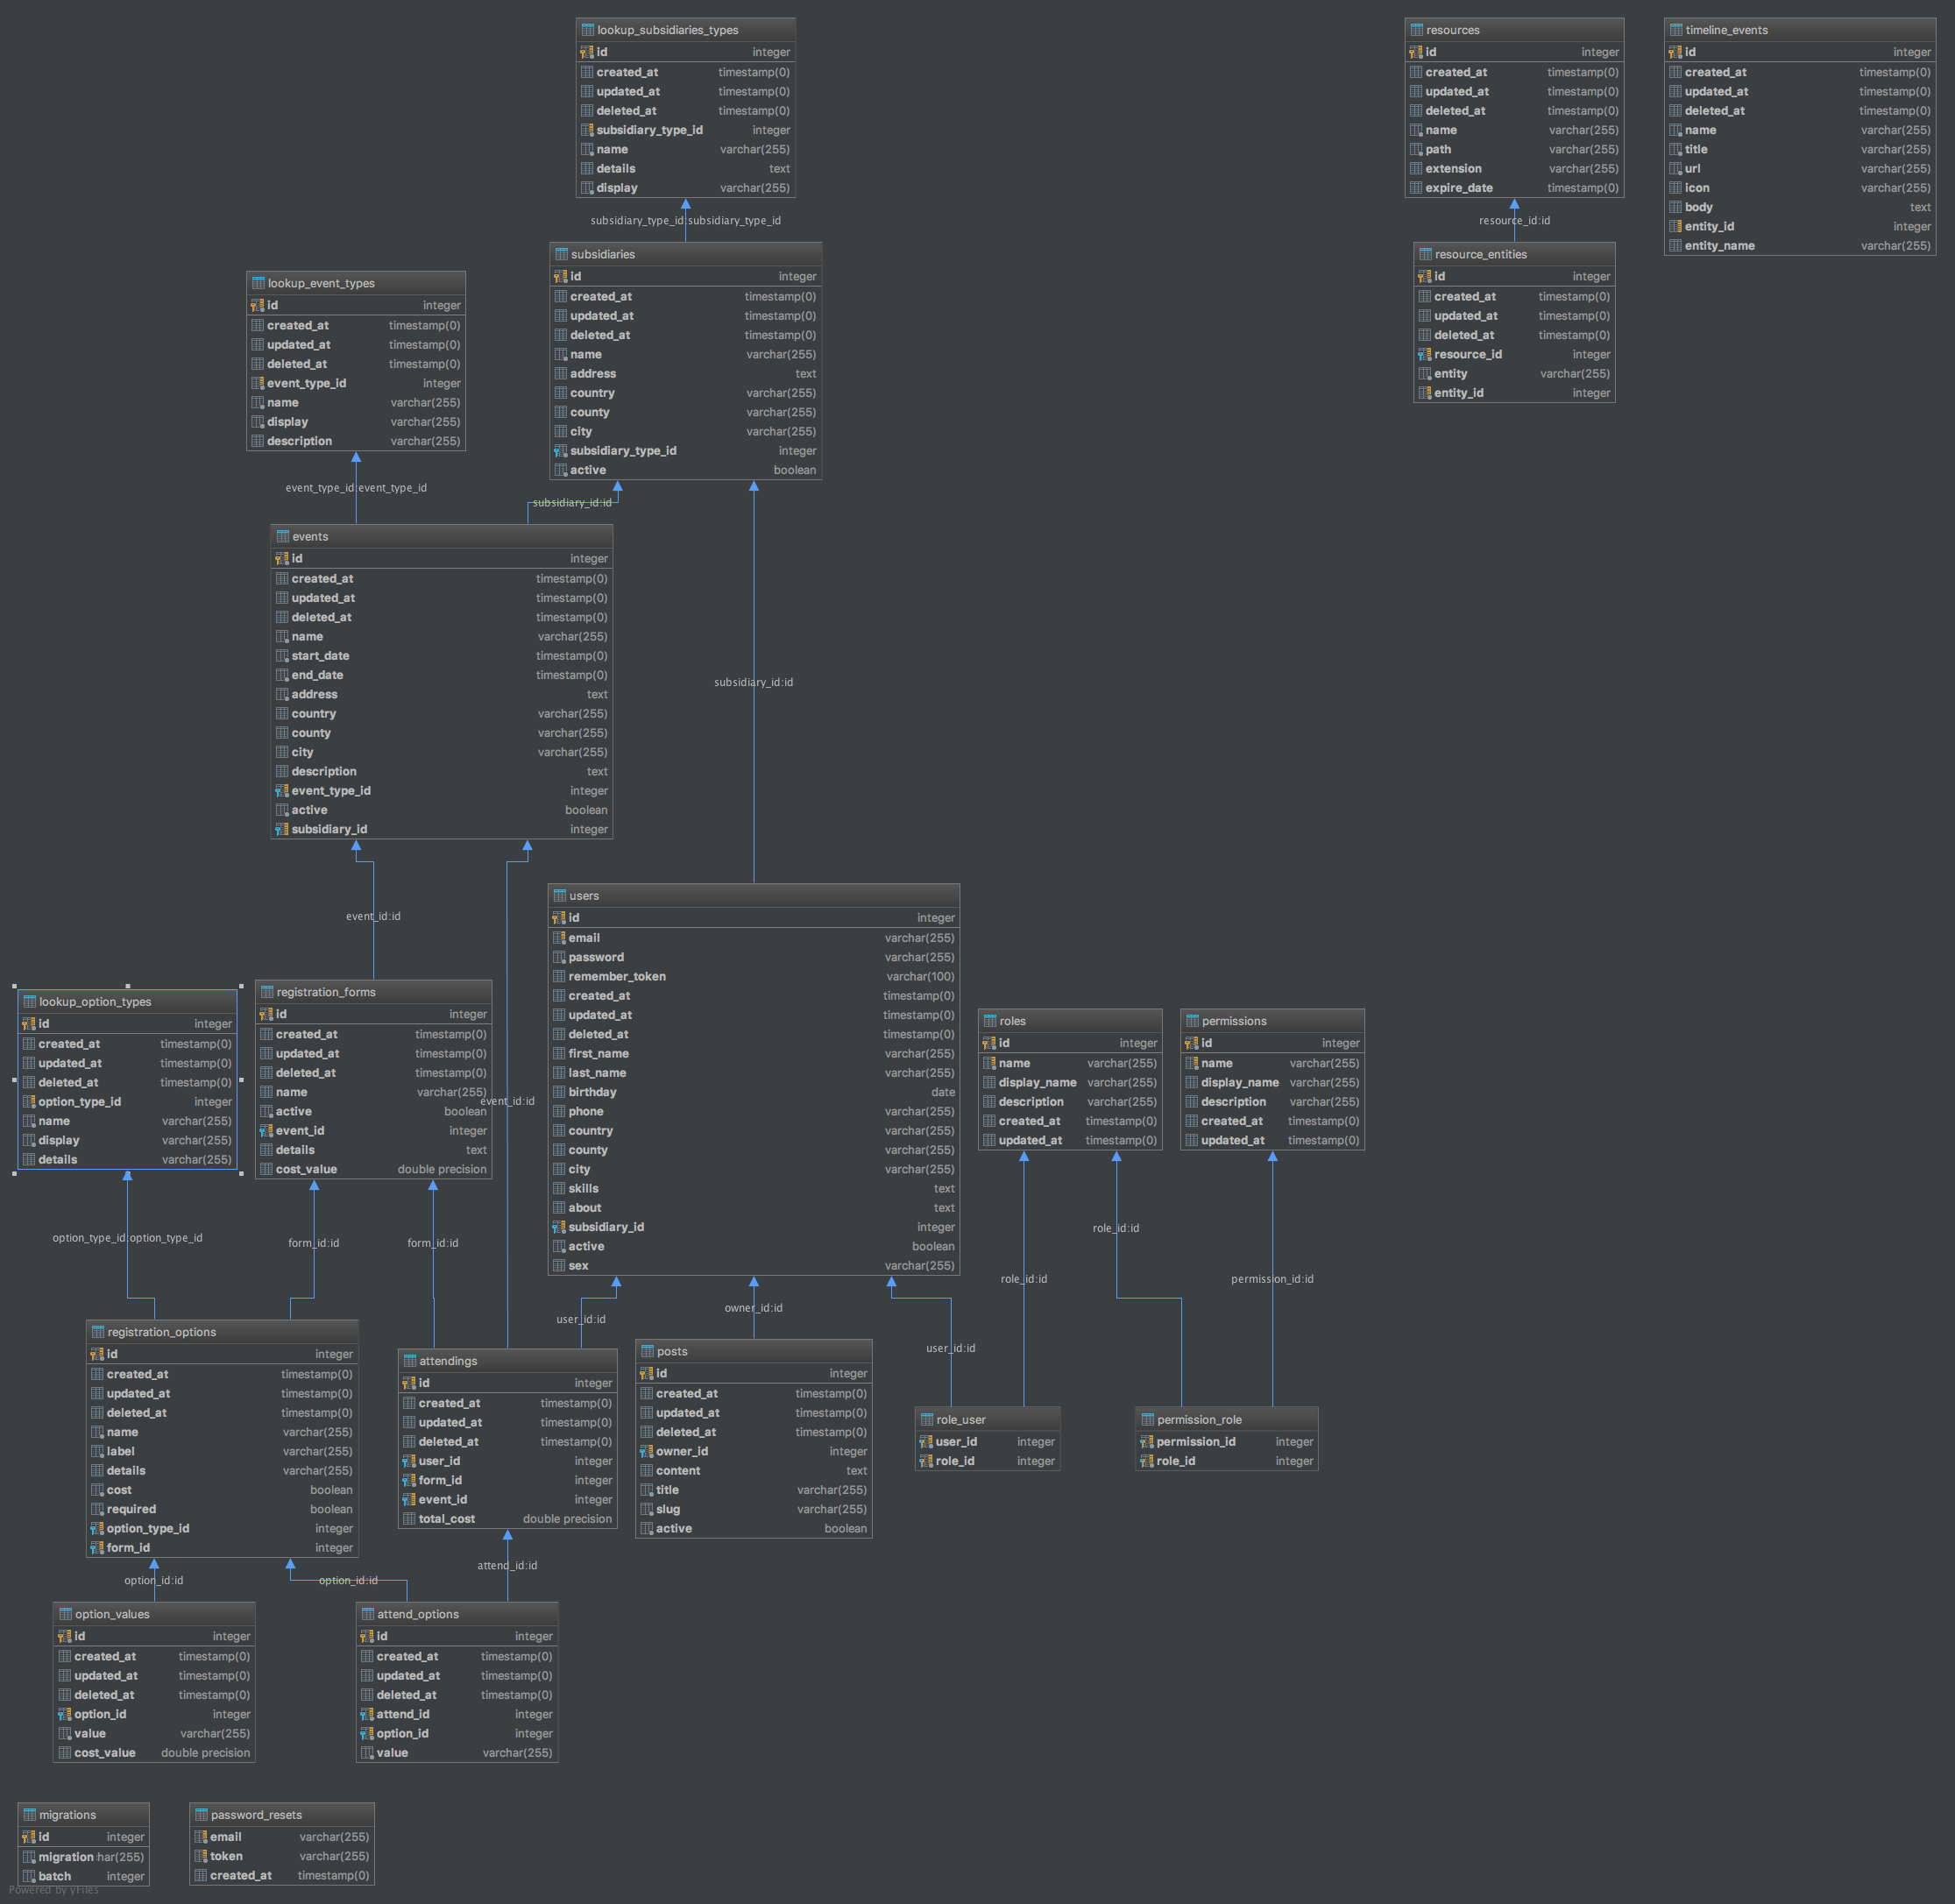 lookup_subsidiaries_types
id integer
created_at timestamp(0)
updated_at timestamp(0)
deleted_at timestamp(0)
subsidiary_type_id integer
name varchar(255)
details text
display varchar(255)
resources
id integer
created_at timestamp(0)
updated_at timestamp(0)
deleted_at timestamp(0)
name varchar(255)
path varchar(255)
extension varchar(255)
expire_date timestamp(0)
timeline_events
id integer
created_at timestamp(0)
updated_at timestamp(0)
deleted_at timestamp(0)
name varchar(255)
title varchar(255)
url varchar(255)
icon varchar(255)
body text
entity_id integer
entity_name varchar(255)
subsidiary_type_id:subsidiary_type_id
resource_id:id
subsidiaries
id integer
created_at timestamp(0)
updated_at timestamp(0)
deleted_at timestamp(0)
name varchar(255)
address text
country varchar(255)
county varchar(255)
city varchar(255)
subsidiary_type_id integer
active boolean
resource_entities
id integer
created_at timestamp(0)
updated_at timestamp(0)
deleted_at timestamp(0)
resource_id integer
entity varchar(255)
entity_id integer
lookup_event_types
id integer
created_at timestamp(0)
updated_at timestamp(0)
deleted_at timestamp(0)
event_type_id integer
name varchar(255)
display varchar(255)
description varchar(255)
event_type_id:event_type_id
subsidiary_id:id
events
id integer
created_at timestamp(0)
updated_at timestamp(0)
deleted_at timestamp(0)
name varchar(255)
start_date timestamp(0)
end_date timestamp(0)
address text
country varchar(255)
county varchar(255)
city varchar(255)
description text
event_type_id integer
active boolean
subsidiary_id integer
subsidiary_id:id
event_id:id
users
id integer
email varchar(255)
password varchar(255)
remember_token varchar(100)
created_at timestamp(0)
updated_at timestamp(0)
deleted_at timestamp(0)
first_name varchar(255)
last_name varchar(255)
birthday date
phone varchar(255)
country varchar(255)
county varchar(255)
city varchar(255)
skills text
about text
subsidiary_id integer
active boolean
sex varchar(255)
lookup_option_types
id integer
created_at timestamp(0)
updated_at timestamp(0)
deleted_at timestamp(0)
option_type_id integer
name varchar(255)
display varchar(255)
details varchar(255)
registration_forms
id integer
created_at timestamp(0)
updated_at timestamp(0)
deleted_at timestamp(0)
name varchar(255)
active boolean
event_id integer
details text
cost_value double precision
event_id:id
roles
id integer
name varchar(255)
display_name varchar(255)
description varchar(255)
created_at timestamp(0)
updated_at timestamp(0)
permissions
id integer
name varchar(255)
display_name varchar(255)
description varchar(255)
created_at timestamp(0)
updated_at timestamp(0)
option_type_id:option_type_id
form_id:id
form_id:id
role_id:id
role_id:id
permission_id:id
user_id:id
owner_id:id
user_id:id
registration_options
id integer
created_at timestamp(0)
updated_at timestamp(0)
deleted_at timestamp(0)
name varchar(255)
label varchar(255)
details varchar(255)
cost boolean
required boolean
option_type_id integer
form_id integer
attendings
id integer
created_at timestamp(0)
updated_at timestamp(0)
deleted_at timestamp(0)
user_id integer
form_id integer
event_id integer
total_cost double precision
posts
id integer
created_at timestamp(0)
updated_at timestamp(0)
deleted_at timestamp(0)
owner_id integer
content text
title varchar(255)
slug varchar(255)
active boolean
role_user
user_id integer
role_id integer
permission_role
permission_id integer
role_id integer
option_id:id
option_id:id
attend_id:id
option_values
id integer
created_at timestamp(0)
updated_at timestamp(0)
deleted_at timestamp(0)
option_id integer
value varchar(255)
cost_value double precision
attend_options
id integer
created_at timestamp(0)
updated_at timestamp(0)
deleted_at timestamp(0)
attend_id integer
option_id integer
value varchar(255)
migrations
id integer
migration har(255)
batch integer
password_resets
email varchar(255)
token varchar(255)
created_at timestamp(0)
Powered by yFiles